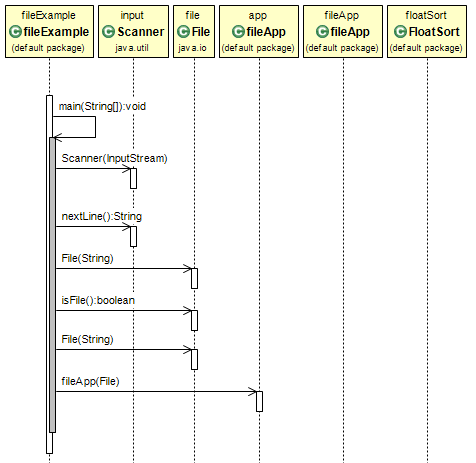 fileExample
fileExample
(default package)
input
Scanner
java.util
file
File
java.io
app
fileApp
(default package)
fileApp
fileApp
(default package)
floatSort
FloatSort
(default package)
main(String[]):void
Scanner(InputStream)
nextLine():String
File(String)
isFile():boolean
File(String)
fileApp(File)